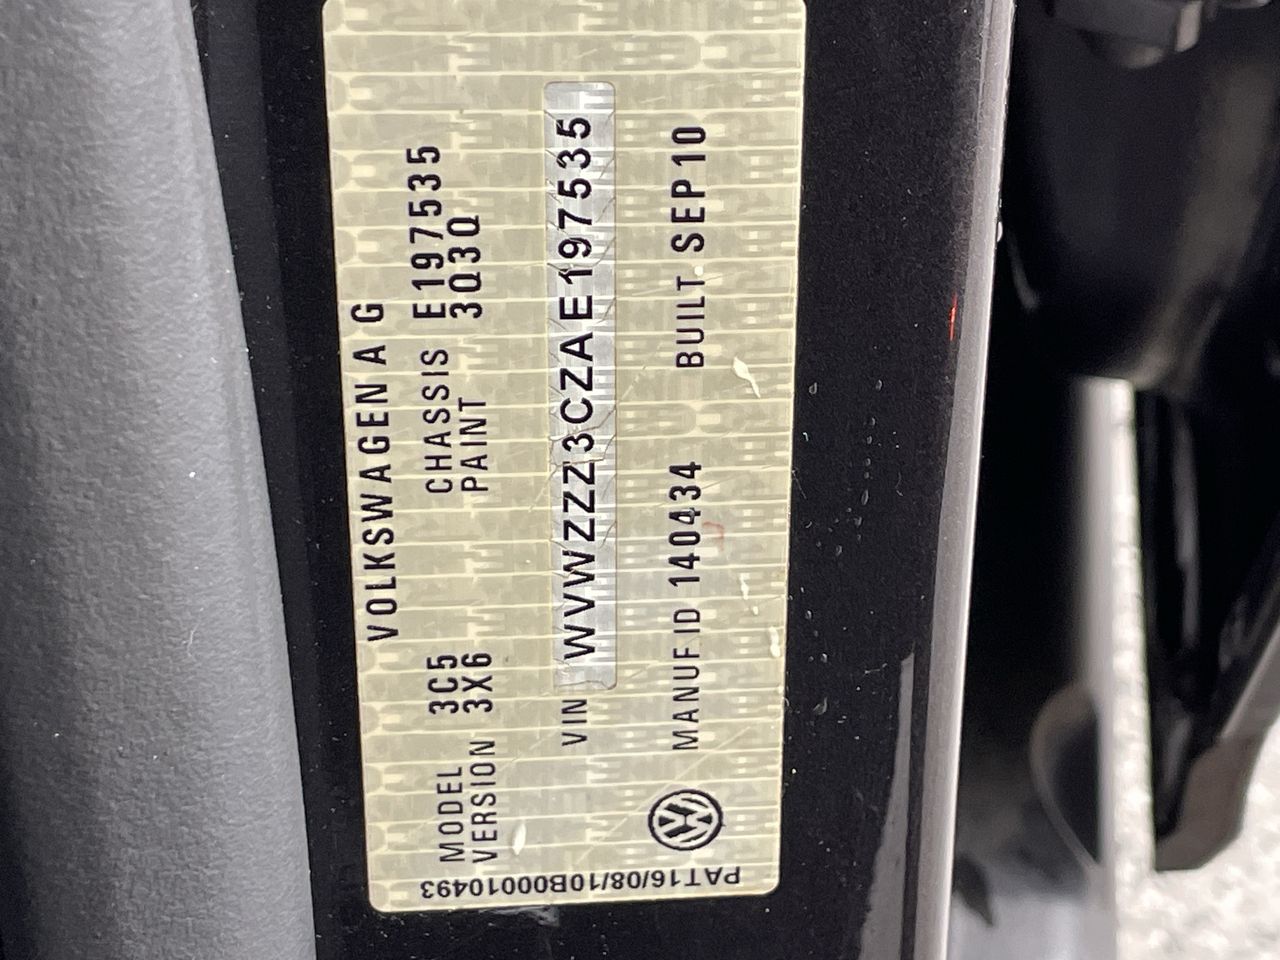 VOLKSWAGEN AG
MODEL 3C5 CHASSIS E197535
VERSION 3X6 PAINT 3Q3Q
VIN WVWZZZ3CZAE197535
MANUF ID 140434 BUILT SEP10
PAT16/08/10B00010493